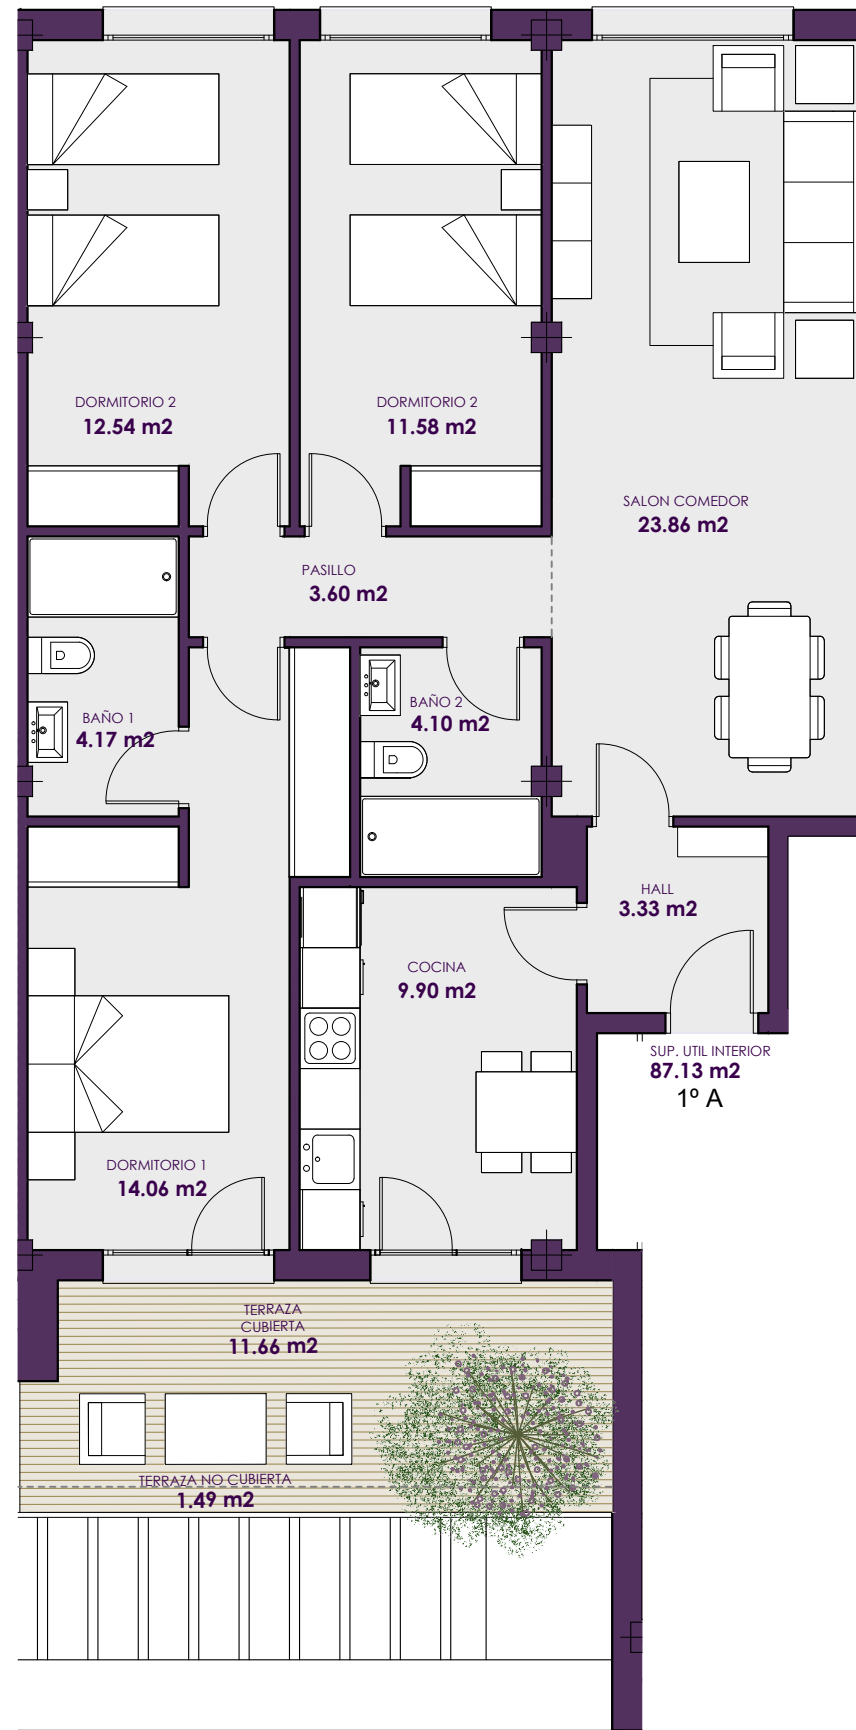 DORMITORIO 2
12.54 m2
DORMITORIO 2
11.58 m2
SALON COMEDOR
23.86 m2
PASILLO
3.60 m2
BAÑO 1
4.17 m2
BAÑO 2
4.10 m2
HALL
3.33 m2
COCINA
9.90 m2
SUP. UTIL INTERIOR
87.13 m2
1º A
DORMITORIO 1
14.06 m2
TERRAZA
CUBIERTA
11.66 m2
TERRAZA NO CUBIERTA
1.49 m2